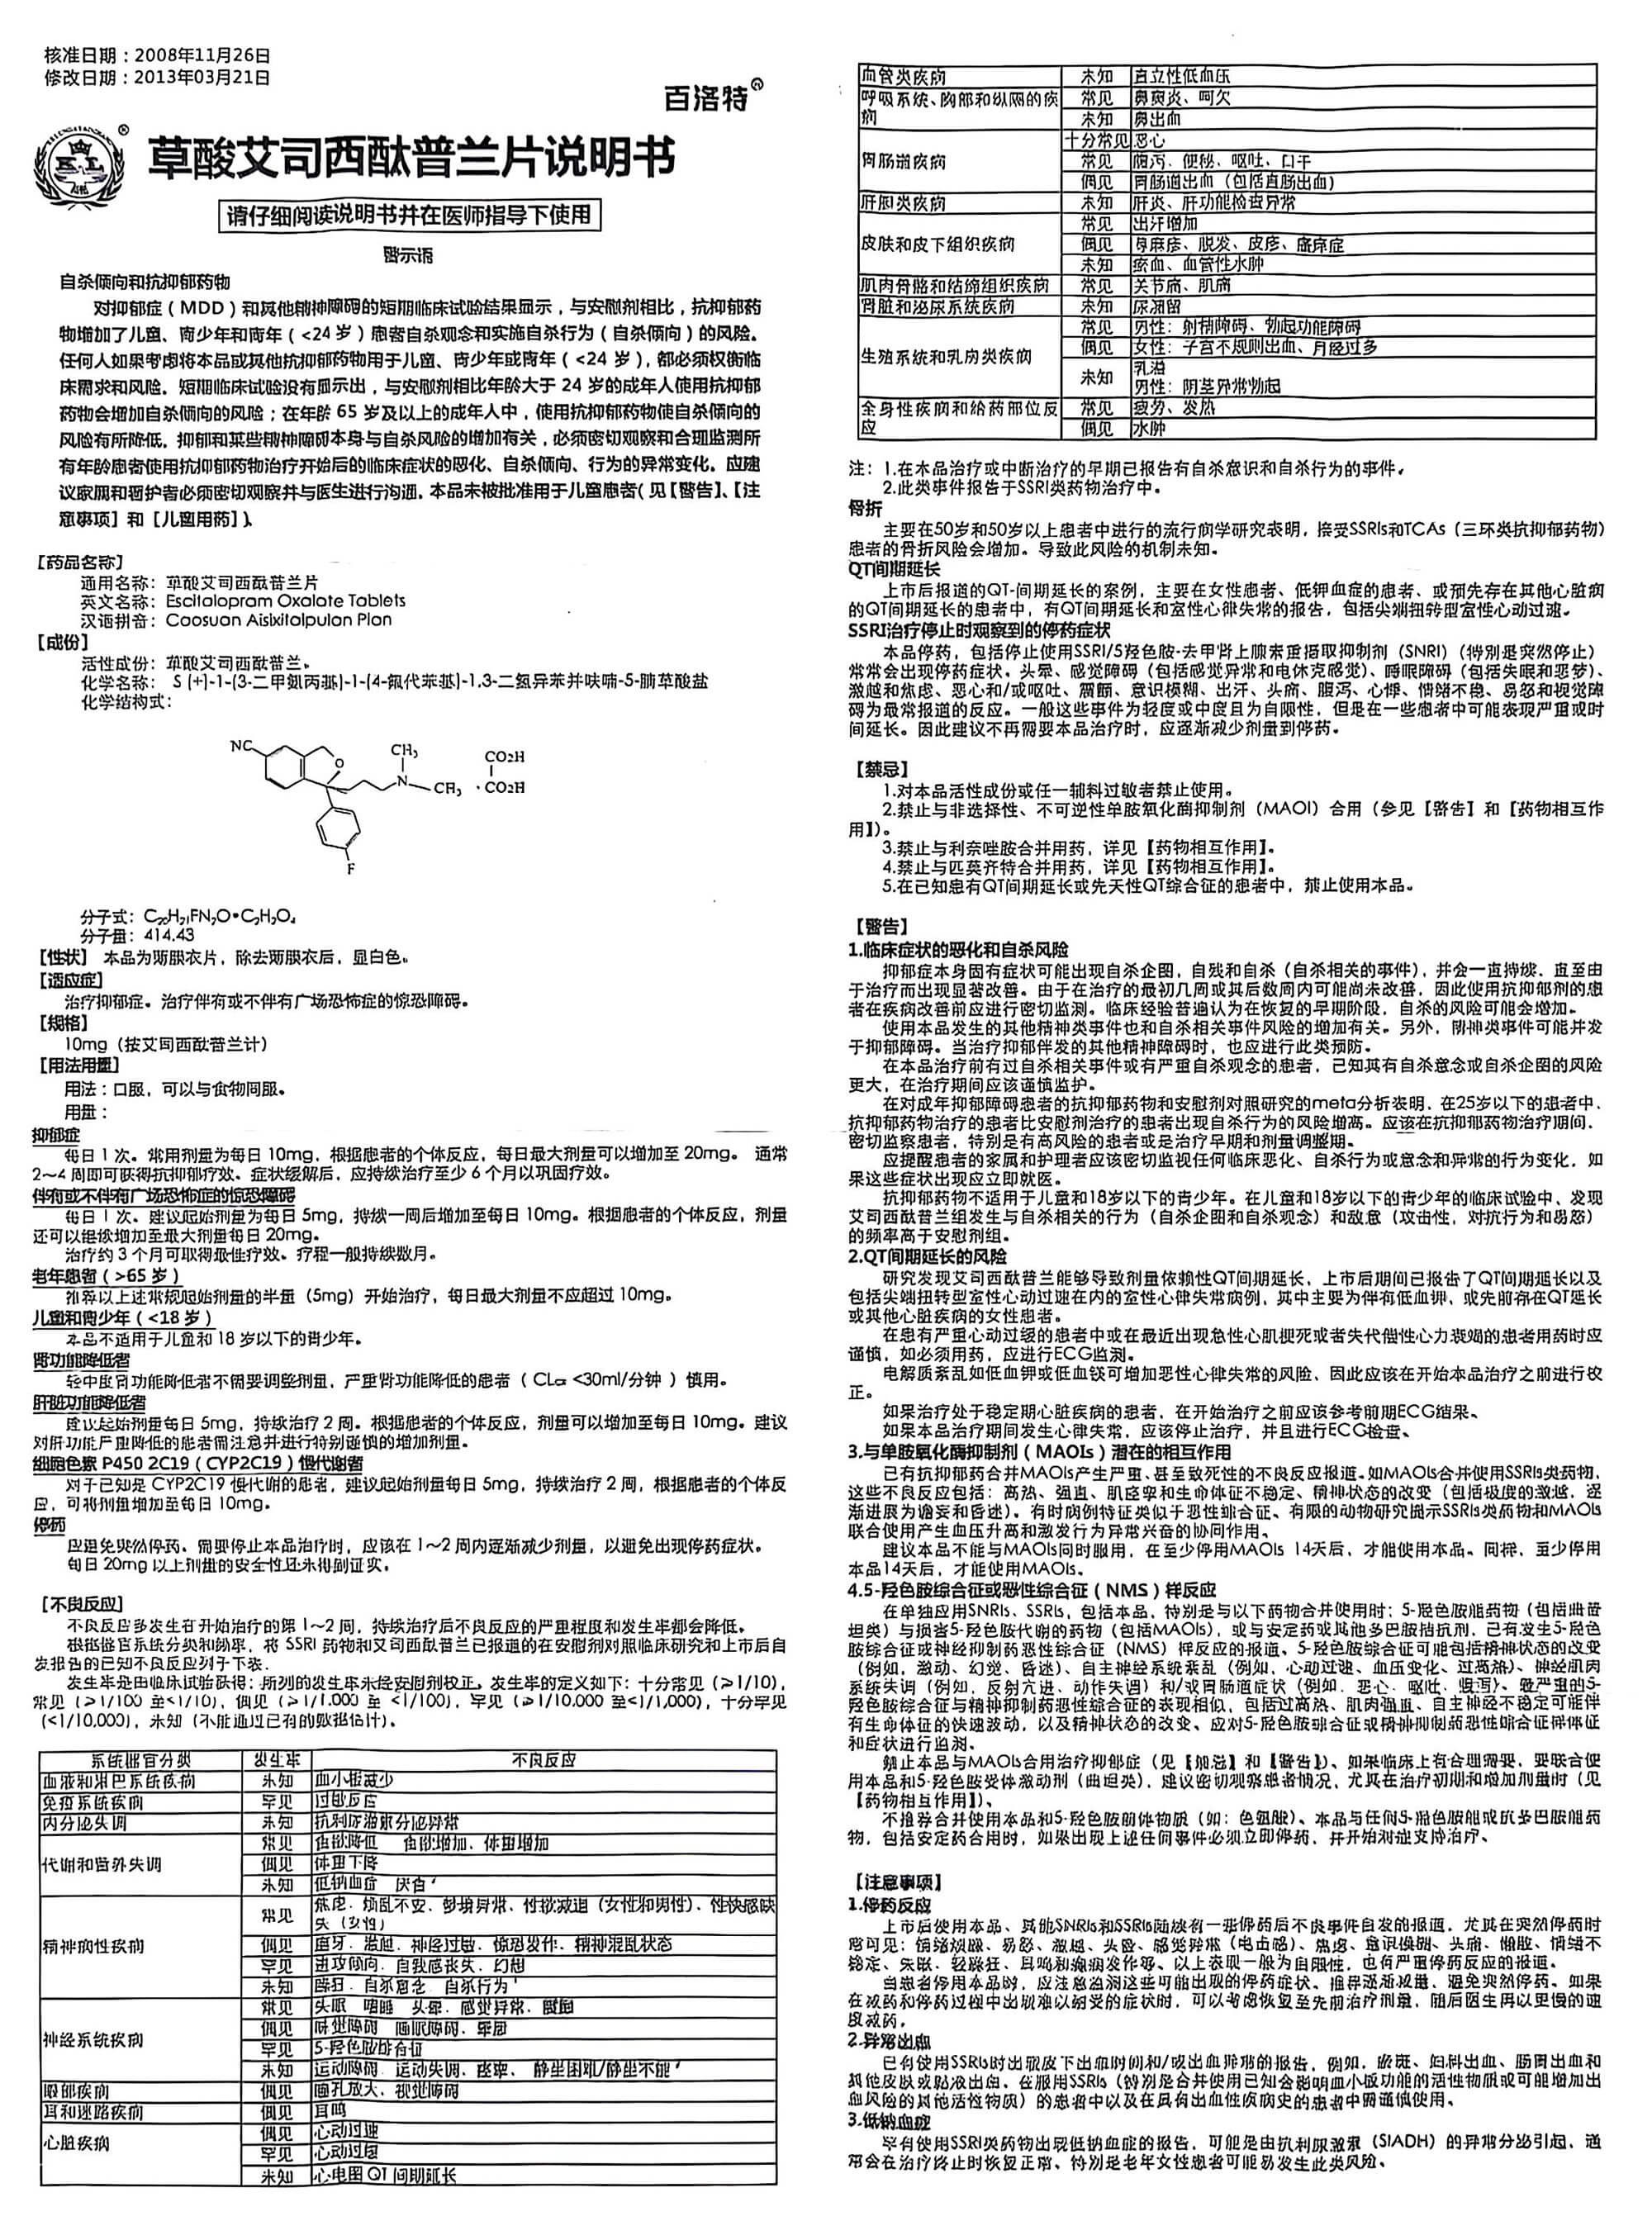 核准日期：2008年11月26日
修改日期：2013年03月21日
百洛特®
草酸艾司西酞普兰片说明书
请仔细阅读说明书并在医师指导下使用
警示语
自杀倾向和抗抑郁药物
对抑郁症（MDD）和其他精神障碍的短期临床试验结果显示，与安慰剂相比，抗抑郁药
物增加了儿童、青少年和青年（<24 岁）患者自杀观念和实施自杀行为（自杀倾向）的风险。
任何人如果考虑将本品或其他抗抑郁药物用于儿童、青少年或青年（<24 岁），都必须权衡临
床需求和风险。短期临床试验没有显示出，与安慰剂相比年龄大于 24 岁的成年人使用抗抑郁
药物会增加自杀倾向的风险；在年龄 65 岁及以上的成年人中，使用抗抑郁药物使自杀倾向的
风险有所降低。抑郁和某些精神障碍本身与自杀风险的增加有关，必须密切观察和合理监测所
有年龄患者使用抗抑郁药物治疗开始后的临床症状的恶化、自杀倾向、行为的异常变化。应建
议家属和看护者必须密切观察并与医生进行沟通。本品未被批准用于儿童患者（见【警告】、【注
意事项】和【儿童用药】）。
【药品名称】
通用名称：草酸艾司西酞普兰片
英文名称：Escitalopram Oxalate Tablets
汉语拼音：Caosuan Aisixitaipulan Pian
【成份】
活性成份：草酸艾司西酞普兰。
化学名称： S (+)-1-(3-二甲氨丙基)-1-(4-氟代苯基)-1,3-二氢异苯并呋喃-5-腈草酸盐
化学结构式：
NC
O
CH₃
N
CH₃
CO₂H
· CO₂H
F
分子式：C₂₀H₂₁FN₂O•C₂H₂O₄
分子量：414.43
【性状】 本品为薄膜衣片，除去薄膜衣后，显白色。
【适应症】
治疗抑郁症。治疗伴有或不伴有广场恐怖症的惊恐障碍。
【规格】
10mg（按艾司西酞普兰计）
【用法用量】
用法：口服，可以与食物同服。
用量：
抑郁症
每日 1 次。常用剂量为每日 10mg，根据患者的个体反应，每日最大剂量可以增加至 20mg。 通常
2~4 周即可获得抗抑郁疗效。症状缓解后，应持续治疗至少 6 个月以巩固疗效。
伴有或不伴有广场恐怖症的惊恐障碍
每日 1 次。建议起始剂量为每日 5mg，持续一周后增加至每日 10mg。根据患者的个体反应，剂量
还可以继续增加至最大剂量每日 20mg。
治疗约 3 个月可取得最佳疗效。疗程一般持续数月。
老年患者（>65 岁）
推荐以上述常规起始剂量的半量（5mg）开始治疗，每日最大剂量不应超过 10mg。
儿童和青少年（<18 岁）
本品不适用于儿童和 18 岁以下的青少年。
肾功能降低者
轻中度肾功能降低者不需要调整剂量，严重肾功能降低的患者（ CLcr <30ml/分钟 ）慎用。
肝脏功能降低者
建议起始剂量每日 5mg，持续治疗 2 周。根据患者的个体反应，剂量可以增加至每日 10mg。建议
对肝功能严重降低的患者需注意并进行特别谨慎的增加剂量。
细胞色素 P450 2C19（CYP2C19）慢代谢者
对于已知是 CYP2C19 慢代谢的患者，建议起始剂量每日 5mg，持续治疗 2 周，根据患者的个体反
应，可将剂量增加至每日 10mg。
停药
应避免突然停药。需要停止本品治疗时，应该在 1~2 周内逐渐减少剂量，以避免出现停药症状。
每日 20mg 以上剂量的安全性还未得到证实。
【不良反应】
不良反应多发生在开始治疗的第 1~2 周，持续治疗后不良反应的严重程度和发生率都会降低。
根据器官系统分类和频率，将 SSRI 药物和艾司西酞普兰已报道的在安慰剂对照临床研究和上市后自
发报告的已知不良反应列于下表。
发生率是由临床试验获得：所列的发生率未经安慰剂校正。发生率的定义如下：十分常见（≥1/10），
常见（≥1/100 至<1/10），偶见（≥1/1,000 至 <1/100），罕见（≥1/10,000 至<1/1,000），十分罕见
（<1/10,000），未知（不能通过已有的数据估计）。
系统器官分类 发生率 不良反应
血液和淋巴系统疾病 未知 血小板减少
免疫系统疾病 罕见 过敏反应
内分泌失调 未知 抗利尿激素分泌异常
代谢和营养失调 常见 食欲降低 食欲增加、体重增加
偶见 体重下降
未知 低钠血症 厌食
精神病性疾病 常见 焦虑、烦乱不安、梦境异常、性欲减退（女性和男性）、性快感缺
失（女性）
偶见 磨牙、激越、神经过敏、惊恐发作、精神混乱状态
罕见 进攻倾向、自我感丧失、幻想
未知 躁狂、自杀意念 自杀行为¹
神经系统疾病 常见 失眠 嗜睡 头晕、感觉异常、震颤
偶见 味觉障碍 睡眠障碍、晕厥
罕见 5-羟色胺综合征
未知 运动障碍 运动失调、痉挛、 静坐困难/静坐不能²
眼部疾病 偶见 瞳孔放大、视觉障碍
耳和迷路疾病 偶见 耳鸣
心脏疾病 偶见 心动过速
罕见 心动过缓
未知 心电图 QT 间期延长
血管类疾病 未知 直立性低血压
呼吸系统、胸部和纵隔的疾
病 常见 鼻窦炎、呵欠
未知 鼻出血
胃肠道疾病 十分常见 恶心
常见 腹泻、便秘、呕吐、口干
偶见 胃肠道出血（包括直肠出血）
肝胆类疾病 未知 肝炎、肝功能检查异常
皮肤和皮下组织疾病 常见 出汗增加
偶见 荨麻疹、脱发、皮疹、瘙痒症
未知 瘀血、血管性水肿
肌肉骨骼和结缔组织疾病 常见 关节痛、肌痛
肾脏和泌尿系统疾病 未知 尿潴留
生殖系统和乳房类疾病 常见 男性：射精障碍、勃起功能障碍
偶见 女性：子宫不规则出血、月经过多
未知 乳溢
男性：阴茎异常勃起
全身性疾病和给药部位反
应 常见 疲劳、发热
偶见 水肿
注：1.在本品治疗或中断治疗的早期已报告有自杀意识和自杀行为的事件。
2.此类事件报告于SSRI类药物治疗中。
骨折
主要在50岁和50岁以上患者中进行的流行病学研究表明，接受SSRIs和TCAs（三环类抗抑郁药物）
患者的骨折风险会增加。导致此风险的机制未知。
QT间期延长
上市后报道的QT-间期延长的案例，主要在女性患者、低钾血症的患者、或预先存在其他心脏病
的QT间期延长的患者中，有QT间期延长和室性心律失常的报告，包括尖端扭转型室性心动过速。
SSRI治疗停止时观察到的停药症状
本品停药，包括停止使用SSRI/5羟色胺-去甲肾上腺素重摄取抑制剂（SNRI）（特别是突然停止）
常常会出现停药症状。头晕、感觉障碍（包括感觉异常和电休克感觉）、睡眠障碍（包括失眠和恶梦）、
激越和焦虑、恶心和/或呕吐、震颤、意识模糊、出汗、头痛、腹泻、心悸、情绪不稳、易怒和视觉障
碍为最常报道的反应。一般这些事件为轻度或中度且为自限性，但是在一些患者中可能表现严重或时
间延长。因此建议不再需要本品治疗时，应逐渐减少剂量到停药。
【禁忌】
1.对本品活性成份或任一辅料过敏者禁止使用。
2.禁止与非选择性、不可逆性单胺氧化酶抑制剂（MAOI）合用（参见【警告】和【药物相互作
用】）。
3.禁止与利奈唑胺合并用药，详见【药物相互作用】。
4.禁止与匹莫齐特合并用药，详见【药物相互作用】。
5.在已知患有QT间期延长或先天性QT综合征的患者中，禁止使用本品。
【警告】
1.临床症状的恶化和自杀风险
抑郁症本身固有症状可能出现自杀企图，自残和自杀（自杀相关的事件），并会一直持续，直至由
于治疗而出现显著改善。由于在治疗的最初几周或其后数周内可能尚未改善，因此使用抗抑郁剂的患
者在疾病改善前应进行密切监测。临床经验普遍认为在恢复的早期阶段，自杀的风险可能会增加。
使用本品发生的其他精神类事件也和自杀相关事件风险的增加有关。另外，精神类事件可能并发
于抑郁障碍。当治疗抑郁伴发的其他精神障碍时，也应进行此类预防。
在本品治疗前有过自杀相关事件或有严重自杀观念的患者，已知其有自杀意念或自杀企图的风险
更大，在治疗期间应该谨慎监护。
在对成年抑郁障碍患者的抗抑郁药物和安慰剂对照研究的meta分析表明，在25岁以下的患者中，
抗抑郁药物治疗的患者比安慰剂治疗的患者出现自杀行为的风险增高。应该在抗抑郁药物治疗期间，
密切监察患者，特别是有高风险的患者或是治疗早期和剂量调整期。
应提醒患者的家属和护理者应该密切监视任何临床恶化、自杀行为或意念和异常的行为变化，如
果这些症状出现应立即就医。
抗抑郁药物不适用于儿童和18岁以下的青少年。在儿童和18岁以下的青少年的临床试验中、发现
艾司西酞普兰组发生与自杀相关的行为（自杀企图和自杀观念）和敌意（攻击性，对抗行为和易怒）
的频率高于安慰剂组。
2.QT间期延长的风险
研究发现艾司西酞普兰能够导致剂量依赖性QT间期延长，上市后期间已报告了QT间期延长以及
包括尖端扭转型室性心动过速在内的室性心律失常病例，其中主要为伴有低血钾，或先前存在QT延长
或其他心脏疾病的女性患者。
在患有严重心动过缓的患者中或在最近出现急性心肌梗死或者失代偿性心力衰竭的患者用药时应
谨慎，如必须用药，应进行ECG监测。
电解质紊乱如低血钾或低血镁可增加恶性心律失常的风险，因此应该在开始本品治疗之前进行校
正。
如果治疗处于稳定期心脏疾病的患者，在开始治疗之前应该参考前期ECG结果。
如果本品治疗期间发生心律失常，应该停止治疗，并且进行ECG检查。
3.与单胺氧化酶抑制剂（MAOIs）潜在的相互作用
已有抗抑郁药合并MAOIs产生严重、甚至致死性的不良反应报道。如MAOIs合并使用SSRIs类药物，
这些不良反应包括：高热、强直、肌痉挛和生命体征不稳定、精神状态的改变（包括极度的激越，逐
渐进展为谵妄和昏迷）。有时病例特征类似于恶性综合征、有限的动物研究提示SSRIs类药物和MAOIs
联合使用产生血压升高和激发行为异常兴奋的协同作用。
建议本品不能与MAOIs同时服用，在至少停用MAOIs 14天后，才能使用本品。同样，至少停用
本品14天后，才能使用MAOIs。
4.5-羟色胺综合征或恶性综合征（NMS）样反应
在单独应用SNRIs、SSRIs，包括本品，特别是与以下药物合并使用时：5-羟色胺能药物（包括曲普
坦类）与损害5-羟色胺代谢的药物（包括MAOIs），或与安定药或其他多巴胺拮抗剂，已有发生5-羟色
胺综合征或神经抑制药恶性综合征（NMS）样反应的报道。5-羟色胺综合征可能包括精神状态的改变
（例如，激动、幻觉、昏迷）、自主神经系统紊乱（例如，心动过速、血压变化、过高热）、神经肌肉
系统失调（例如，反射亢进、动作失调）和/或胃肠道症状（例如，恶心、呕吐、腹泻）。最严重的5-
羟色胺综合征与精神抑制药恶性综合征的表现相似，包括过高热、肌肉强直、自主神经不稳定可能伴
有生命体征的快速波动，以及精神状态的改变、应对5-羟色胺综合征或精神抑制药恶性综合征样体征
和症状进行监测。
禁止本品与MAOIs合用治疗抑郁症（见【禁忌】和【警告】）、如果临床上有合理需要，要联合使
用本品和5-羟色胺受体激动剂（曲坦类），建议密切观察患者情况，尤其在治疗初期和增加剂量时（见
【药物相互作用】）、
不推荐合并使用本品和5-羟色胺前体物质（如：色氨酸）、本品与任何5-羟色胺能或抗多巴胺能药
物，包括安定药合用时，如果出现上述任何事件必须立即停药，并开始对症支持治疗、
【注意事项】
1.停药反应
上市后使用本品、其他SNRIs和SSRIs陆续有一些停药后不良事件自发的报道，尤其在突然停药时
常可见：情绪烦躁、易怒、激越、头晕、感觉异常（电击感）、焦虑、意识模糊、头痛、懒散、情绪不
稳定、失眠、轻躁狂、耳鸣和癫痫发作等。以上表现一般为自限性，也有严重停药反应的报道。
当患者停用本品时，应注意监测这些可能出现的停药症状。推荐逐渐减量、避免突然停药。如果
在减药和停药过程中出现难以耐受的症状时，可以考虑恢复至先前治疗剂量，随后医生再以更慢的速
度减药。
2.异常出血
已有使用SSRIs时出现皮下出血时间和/或出血异常的报告，例如，瘀斑、妇科出血、肠胃出血和
其他皮肤或黏液出血。在服用SSRIs（特别是合并使用已知会影响血小板功能的活性物质或可能增加出
血风险的其他活性物质）的患者中以及在具有出血性疾病史的患者中需谨慎使用。
3.低钠血症
罕有使用SSRI类药物出现低钠血症的报告，可能是由抗利尿激素（SIADH）的异常分泌引起，通
常会在治疗终止时恢复正常、特别是老年女性患者可能易发生此类风险、